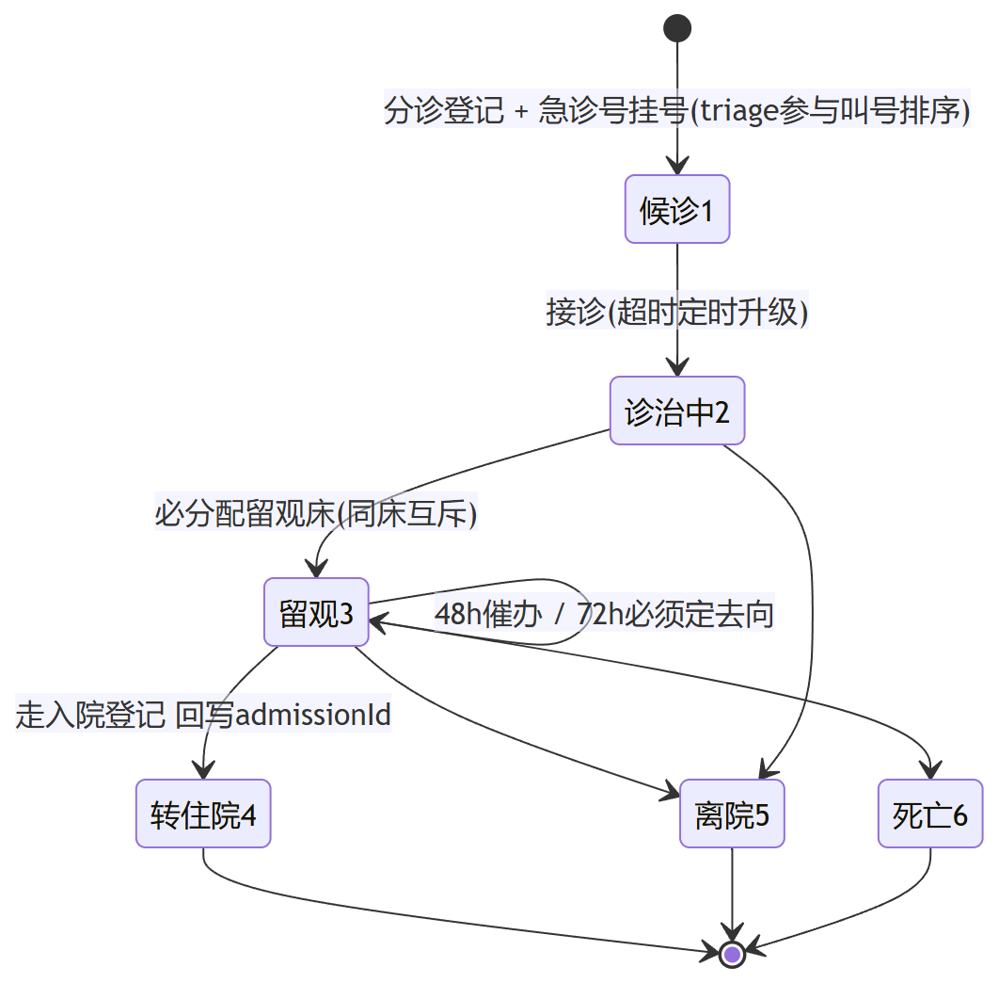 分诊登记 + 急诊号挂号(triage参与叫号排序)
候诊1
接诊(超时定时升级)
诊治中2
必分配留观床(同床互斥)
留观3
48h催办 / 72h必须定去向
走入院登记 回写admissionId
转住院4
离院5
死亡6